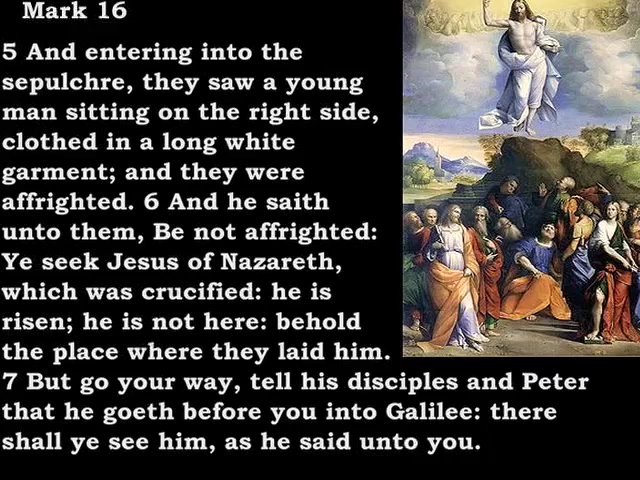 Mark 16
5 And entering into the
sepulchre, they saw a young
man sitting on the right side,
clothed in a long white
garment; and they were
affrighted. 6 And he saith
unto them, Be not affrighted:
Ye seek Jesus of Nazareth,
which was crucified: he is
risen; he is not here: behold
the place where they laid him.
7 But go your way, tell his disciples and Peter
that he goeth before you into Galilee: there
shall ye see him, as he said unto you.